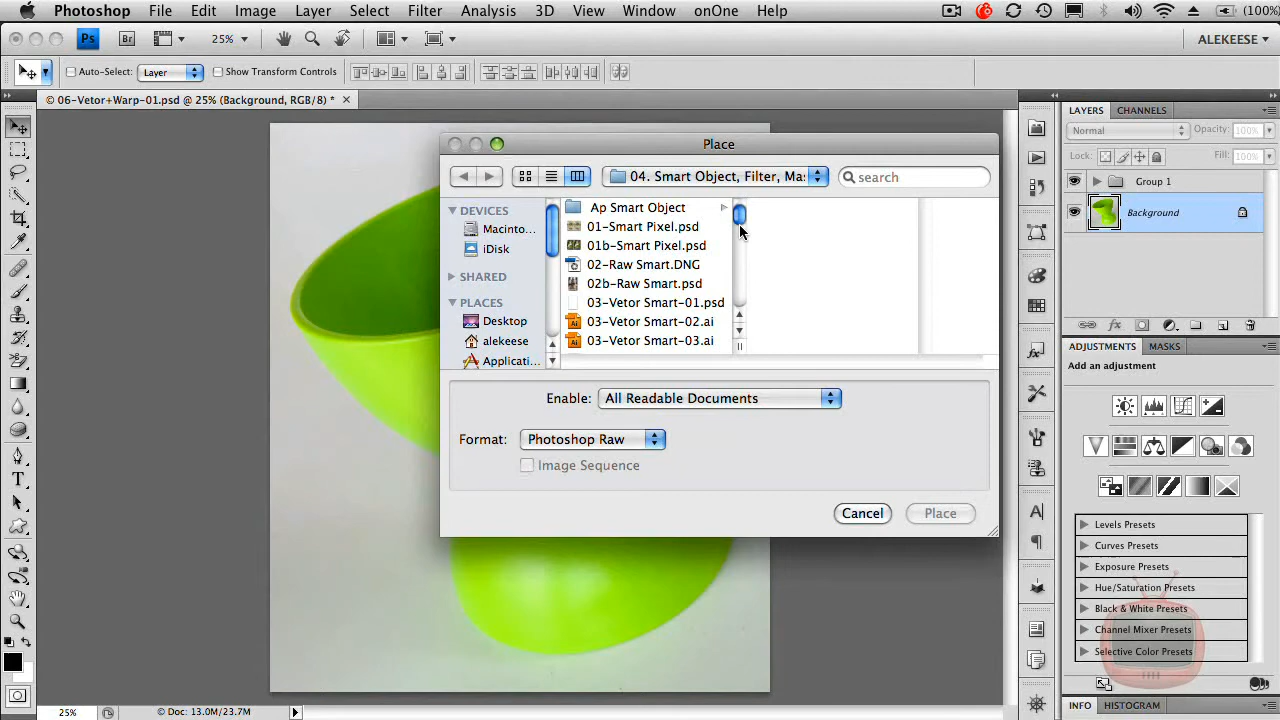 Photoshop File Edit Image Layer Select Filter Analysis 3D View Window onOne Help (100%)
Ps Br 25% ALEKEESE
Auto-Select: Layer Show Transform Controls
© 06-Vetor+Warp-01.psd @ 25% (Background, RGB/8) *
Place
04. Smart Object, Filter, Mas
search
DEVICES
Macinto...
iDisk
SHARED
PLACES
Desktop
alekeese
Applicati...
Ap Smart Object
01-Smart Pixel.psd
01b-Smart Pixel.psd
02-Raw Smart.DNG
02b-Raw Smart.psd
03-Vetor Smart-01.psd
03-Vetor Smart-02.ai
03-Vetor Smart-03.ai
Enable: All Readable Documents
Format: Photoshop Raw
Image Sequence
Cancel Place
LAYERS CHANNELS
Normal Opacity: 100%
Lock: Fill: 100%
Group 1
Background
ADJUSTMENTS MASKS
Add an adjustment
Levels Presets
Curves Presets
Exposure Presets
Hue/Saturation Presets
Black & White Presets
Channel Mixer Presets
Selective Color Presets
INFO HISTOGRAM
25% Doc: 13.0M/23.7M